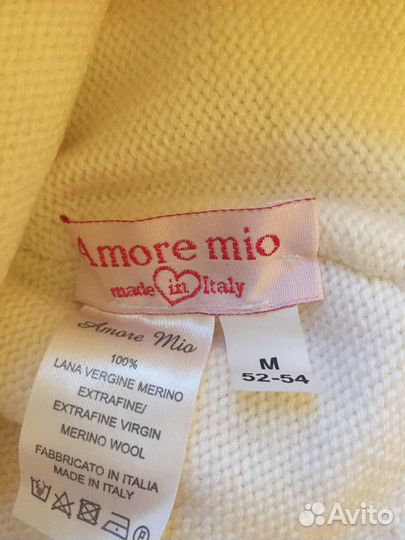 Amore mio
made in Italy
Amore Mio
100%
LANA VERGINE MERINO
EXTRAFINE/
EXTRAFINE VIRGIN
MERINO WOOL
FABBRICATO IN ITALIA
MADE IN ITALY
M
52-54
Avito